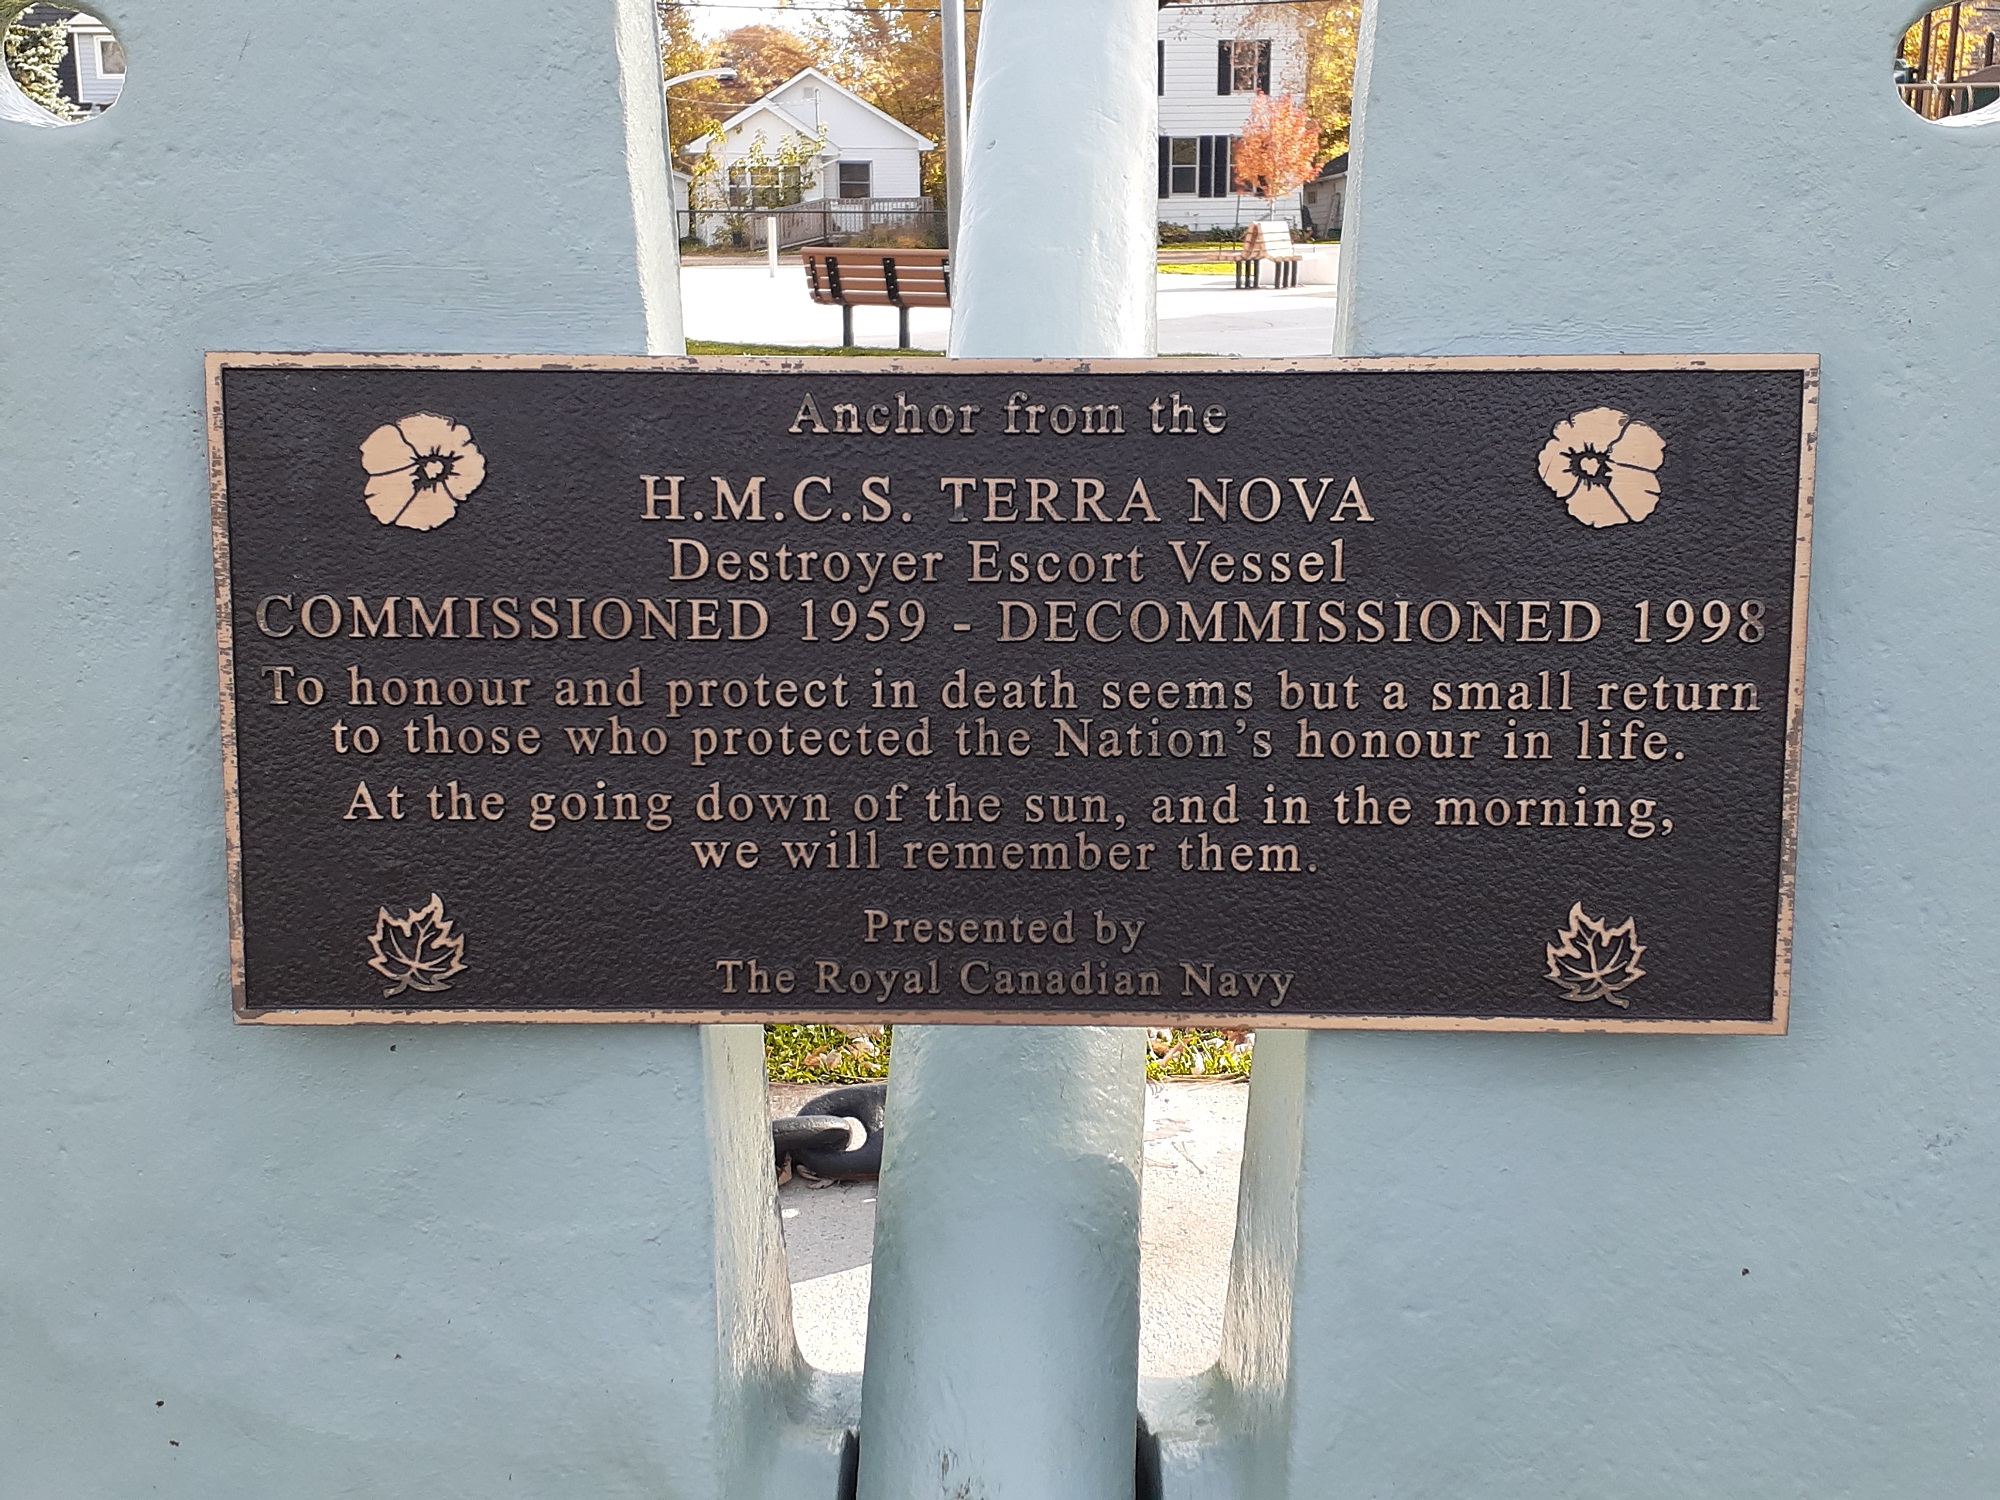 Anchor from the
H.M.C.S. TERRA NOVA
Destroyer Escort Vessel
COMMISSIONED 1959 - DECOMMISSIONED 1998
To honour and protect in death seems but a small return
to those who protected the Nation's honour in life.
At the going down of the sun, and in the morning,
we will remember them.
Presented by
The Royal Canadian Navy